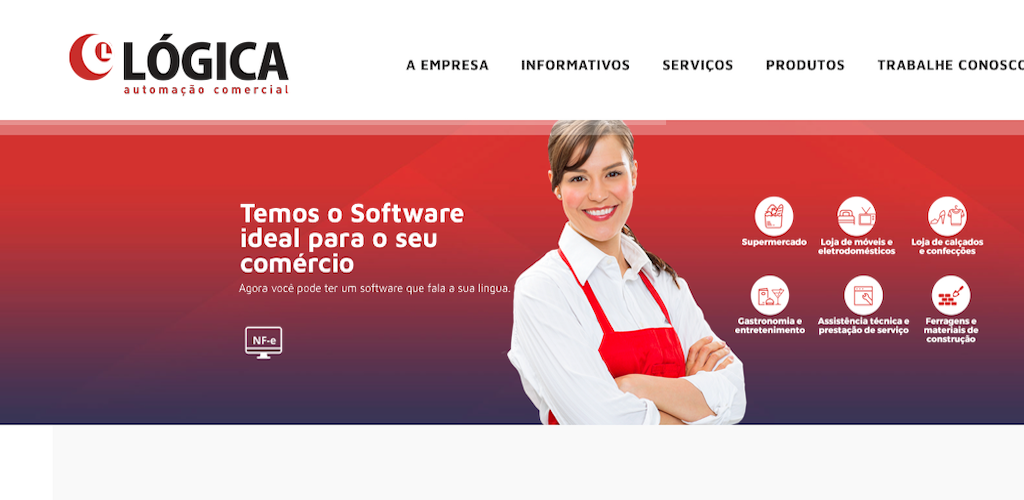 LÓGICA
automação comercial
A EMPRESA
INFORMATIVOS
SERVIÇOS
PRODUTOS
TRABALHE CONOSCO
Temos o Software
ideal para o seu
comércio
Agora você pode ter um software que fala a sua lingua.
NF-e
Supermercado
Loja de móveis e
eletrodomésticos
Loja de calçados
e confecções
Gastronomia e
entretenimento
Assistência técnica e
prestação de serviço
Ferragens e
materiais de
construção